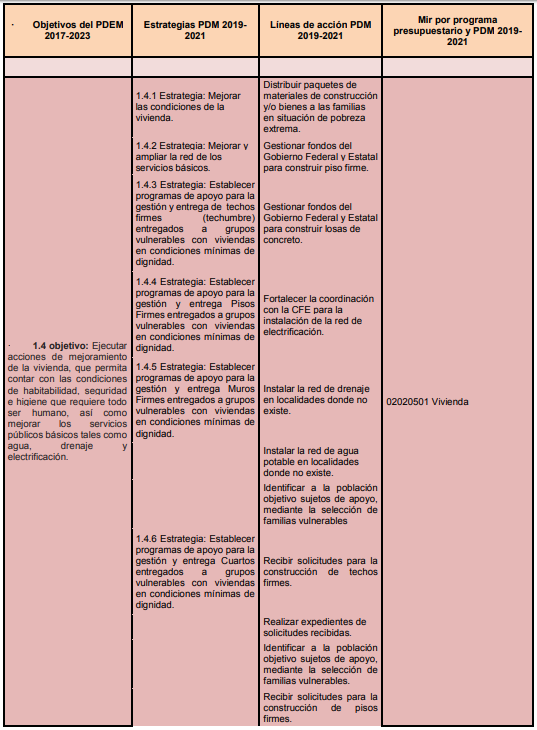 · Objetivos del PDEM
2017-2023
Estrategias PDM 2019-
2021
Líneas de acción PDM
2019-2021
Mir por programa
presupuestario y PDM 2019-
2021
· 1.4 objetivo: Ejecutar
acciones de mejoramiento
de la vivienda, que permita
contar con las condiciones
de habitabilidad, seguridad
e higiene que requiere todo
ser humano, así como
mejorar los servicios
públicos básicos tales como
agua, drenaje y
electrificación.
1.4.1 Estrategia: Mejorar
las condiciones de la
vivienda.
1.4.2 Estrategia: Mejorar y
ampliar la red de los
servicios básicos.
1.4.3 Estrategia: Establecer
programas de apoyo para la
gestión y entrega de techos
firmes (techumbre)
entregados a grupos
vulnerables con viviendas
en condiciones mínimas de
dignidad.
1.4.4 Estrategia: Establecer
programas de apoyo para la
gestión y entrega Pisos
Firmes entregados a grupos
vulnerables con viviendas
en condiciones mínimas de
dignidad.
1.4.5 Estrategia: Establecer
programas de apoyo para la
gestión y entrega Muros
Firmes entregados a grupos
vulnerables con viviendas
en condiciones mínimas de
dignidad.
1.4.6 Estrategia: Establecer
programas de apoyo para la
gestión y entrega Cuartos
entregados a grupos
vulnerables con viviendas
en condiciones mínimas de
dignidad.
Distribuir paquetes de
materiales de construcción
y/o bienes a las familias
en situación de pobreza
extrema.
Gestionar fondos del
Gobierno Federal y Estatal
para construir piso firme.
Gestionar fondos del
Gobierno Federal y Estatal
para construir losas de
concreto.
Fortalecer la coordinación
con la CFE para la
instalación de la red de
electrificación.
Instalar la red de drenaje
en localidades donde no
existe.
Instalar la red de agua
potable en localidades
donde no existe.
Identificar a la población
objetivo sujetos de apoyo,
mediante la selección de
familias vulnerables
Recibir solicitudes para la
construcción de techos
firmes.
Realizar expedientes de
solicitudes recibidas.
Identificar a la población
objetivo sujetos de apoyo,
mediante la selección de
familias vulnerables.
Recibir solicitudes para la
construcción de pisos
firmes.
02020501 Vivienda